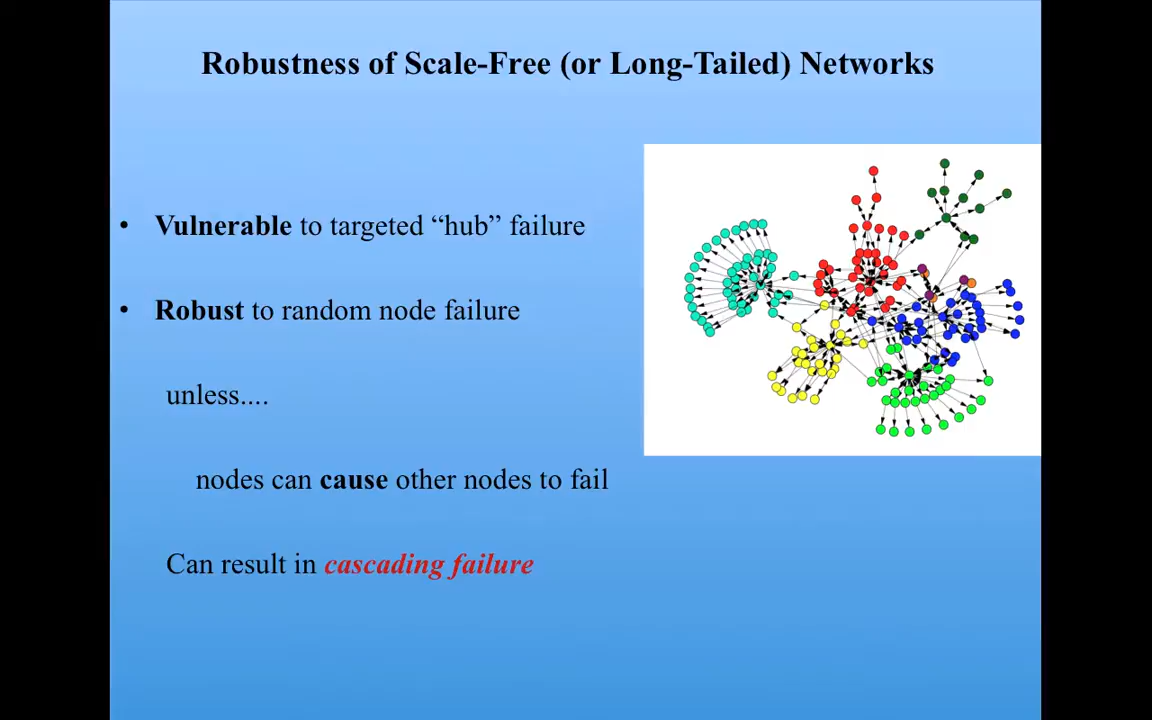 Robustness of Scale-Free (or Long-Tailed) Networks
• Vulnerable to targeted “hub” failure
• Robust to random node failure
unless....
nodes can cause other nodes to fail
Can result in cascading failure